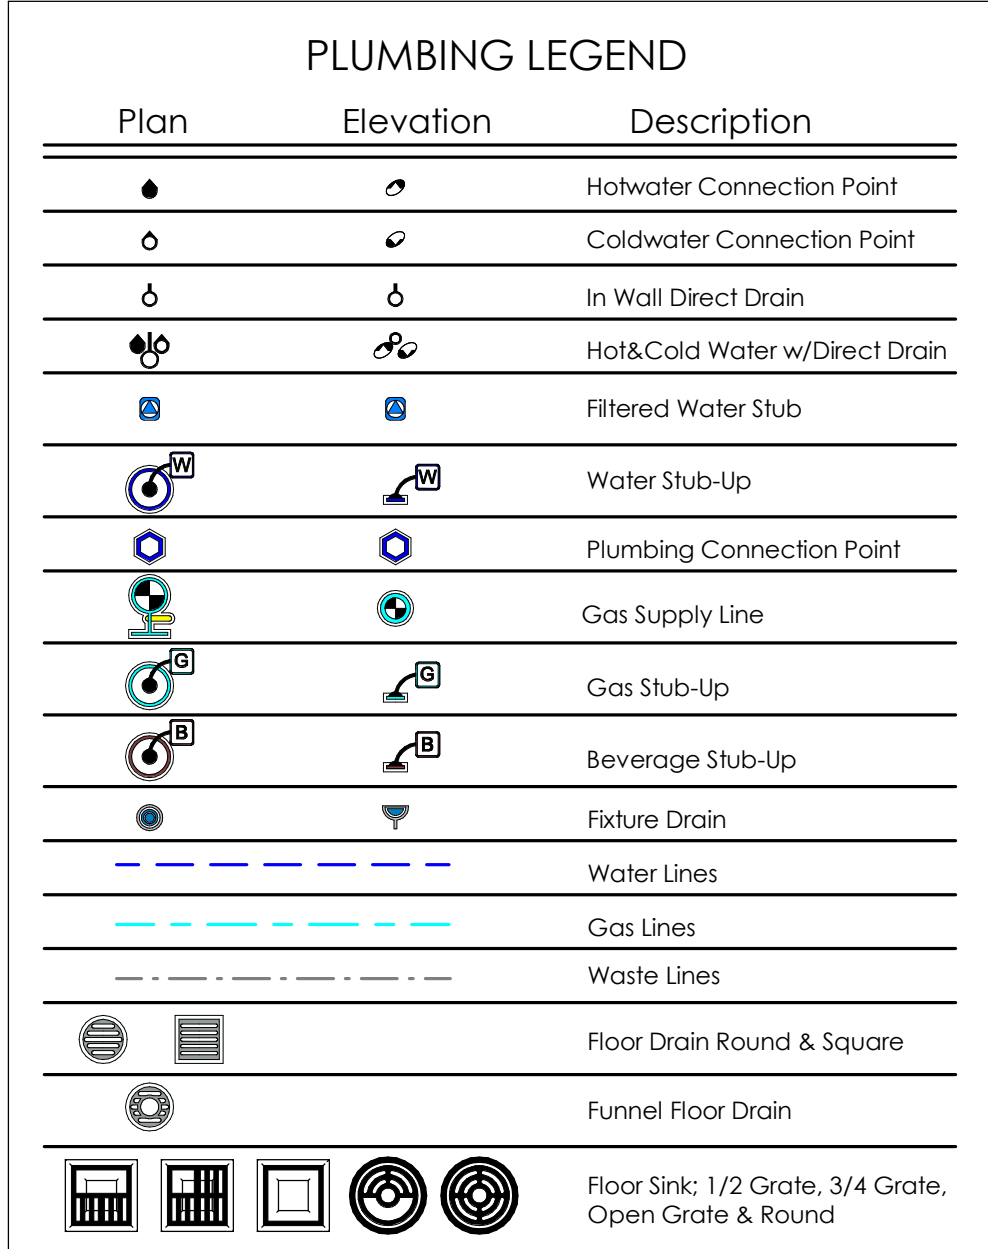 PLUMBING LEGEND
Plan Elevation Description
Hotwater Connection Point
Coldwater Connection Point
In Wall Direct Drain
Hot&Cold Water w/Direct Drain
Filtered Water Stub
W W Water Stub-Up
Plumbing Connection Point
Gas Supply Line
G G Gas Stub-Up
B B Beverage Stub-Up
Fixture Drain
Water Lines
Gas Lines
Waste Lines
Floor Drain Round & Square
Funnel Floor Drain
Floor Sink; 1/2 Grate, 3/4 Grate,
Open Grate & Round